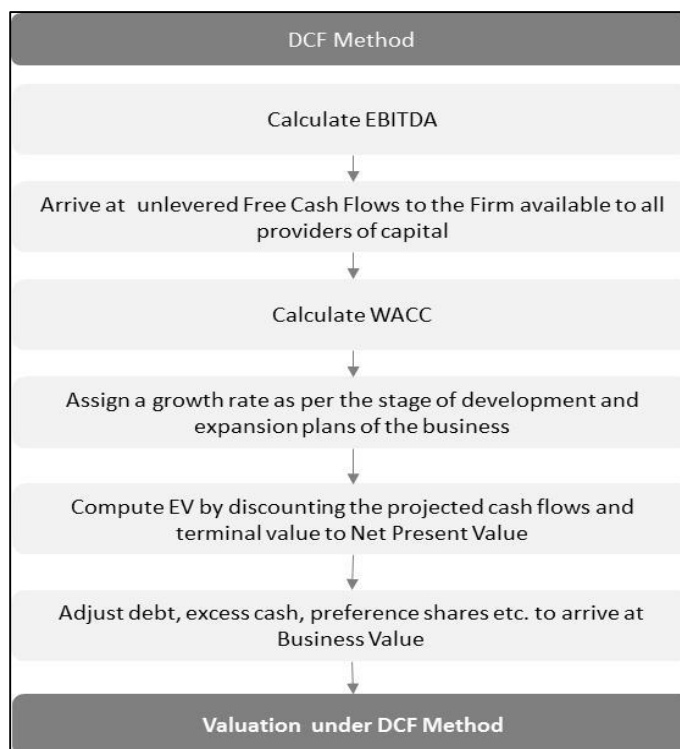 DCF Method
Calculate EBITDA
Arrive at unlevered Free Cash Flows to the Firm available to all
providers of capital
Calculate WACC
Assign a growth rate as per the stage of development and
expansion plans of the business
Compute EV by discounting the projected cash flows and
terminal value to Net Present Value
Adjust debt, excess cash, preference shares etc. to arrive at
Business Value
Valuation under DCF Method